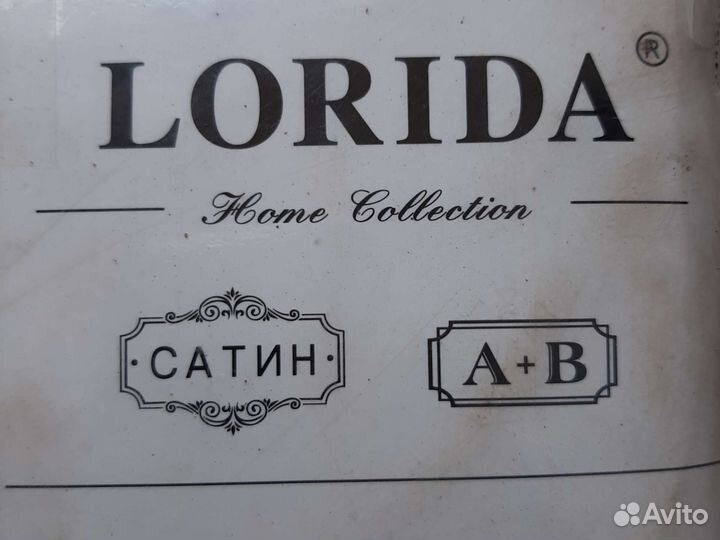 LORIDA®
Home Collection
·САТИН· A+B
Avito